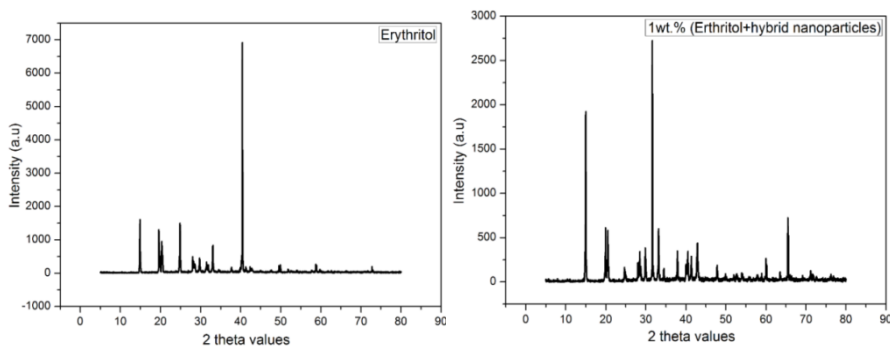 Erythritol
7000
6000
5000
4000
3000
2000
1000
0
-1000
Intensity (a.u)
0 10 20 30 40 50 60 70 80 90
2 theta values
1wt.% (Erthritol+hybrid nanoparticles)
3000
2500
2000
1500
1000
500
0
Intensity (a.u)
0 10 20 30 40 50 60 70 80 90
2 theta values